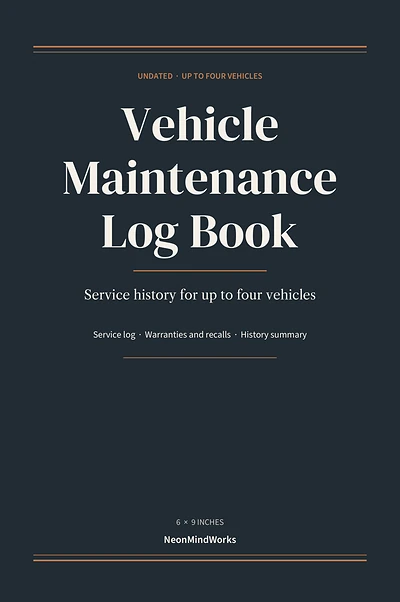 UNDATED · UP TO FOUR VEHICLES
Vehicle
Maintenance
Log Book
Service history for up to four vehicles
Service log · Warranties and recalls · History summary
6 × 9 INCHES
NeonMindWorks